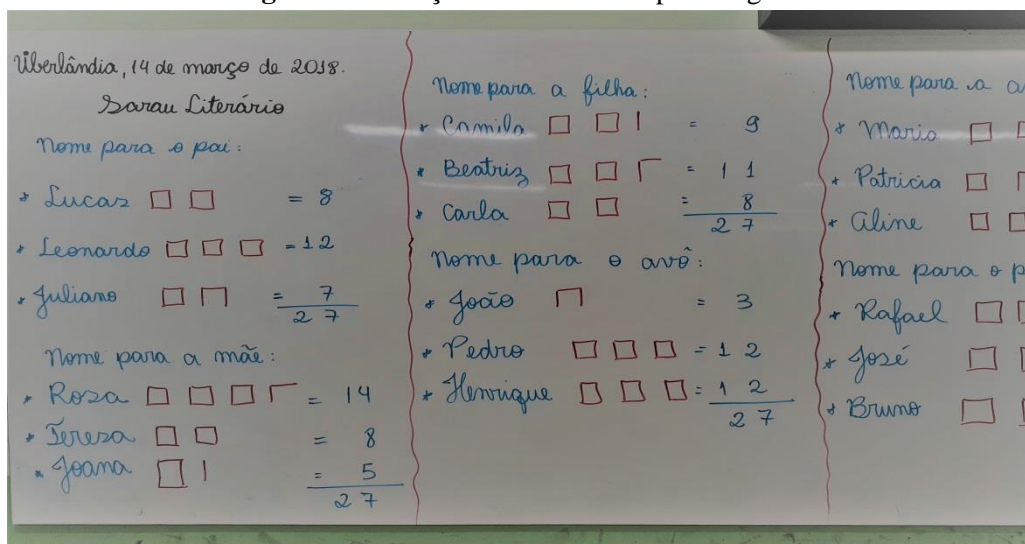 Uberlândia, 14 de março de 2018.
Sarau Literário
Nome para o pai:
* Lucas = 8
* Leonardo = 12
* Juliano = 7
27
Nome para a mãe:
* Rosa = 14
* Tereza = 8
* Joana = 5
27
Nome para a filha:
* Camila = 9
* Beatriz = 11
* Carla = 8
27
Nome para o avô:
* João = 3
* Pedro = 12
* Henrique = 12
27
Nome para a
* Maria
* Patricia
* Aline
Nome para o p
* Rafael
* José
* Bruno